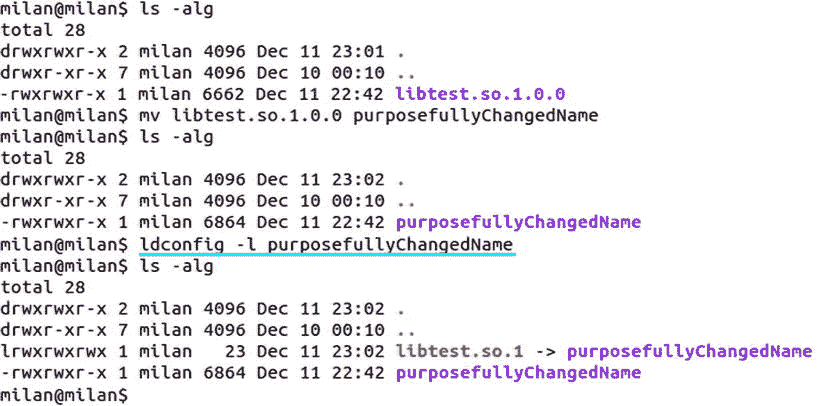 milan@milan$ ls -alg
total 28
drwxrwxr-x 2 milan 4096 Dec 11 23:01 .
drwxr-xr-x 7 milan 4096 Dec 10 00:10 ..
-rwxrwxr-x 1 milan 6662 Dec 11 22:42 libtest.so.1.0.0
milan@milan$ mv libtest.so.1.0.0 purposefullyChangedName
milan@milan$ ls -alg
total 28
drwxrwxr-x 2 milan 4096 Dec 11 23:02 .
drwxr-xr-x 7 milan 4096 Dec 10 00:10 ..
-rwxrwxr-x 1 milan 6864 Dec 11 22:42 purposefullyChangedName
milan@milan$ ldconfig -l purposefullyChangedName
milan@milan$ ls -alg
total 28
drwxrwxr-x 2 milan 4096 Dec 11 23:02 .
drwxr-xr-x 7 milan 4096 Dec 10 00:10 ..
lrwxrwxrwx 1 milan   23 Dec 11 23:02 libtest.so.1 -> purposefullyChangedName
-rwxrwxr-x 1 milan 6864 Dec 11 22:42 purposefullyChangedName
milan@milan$